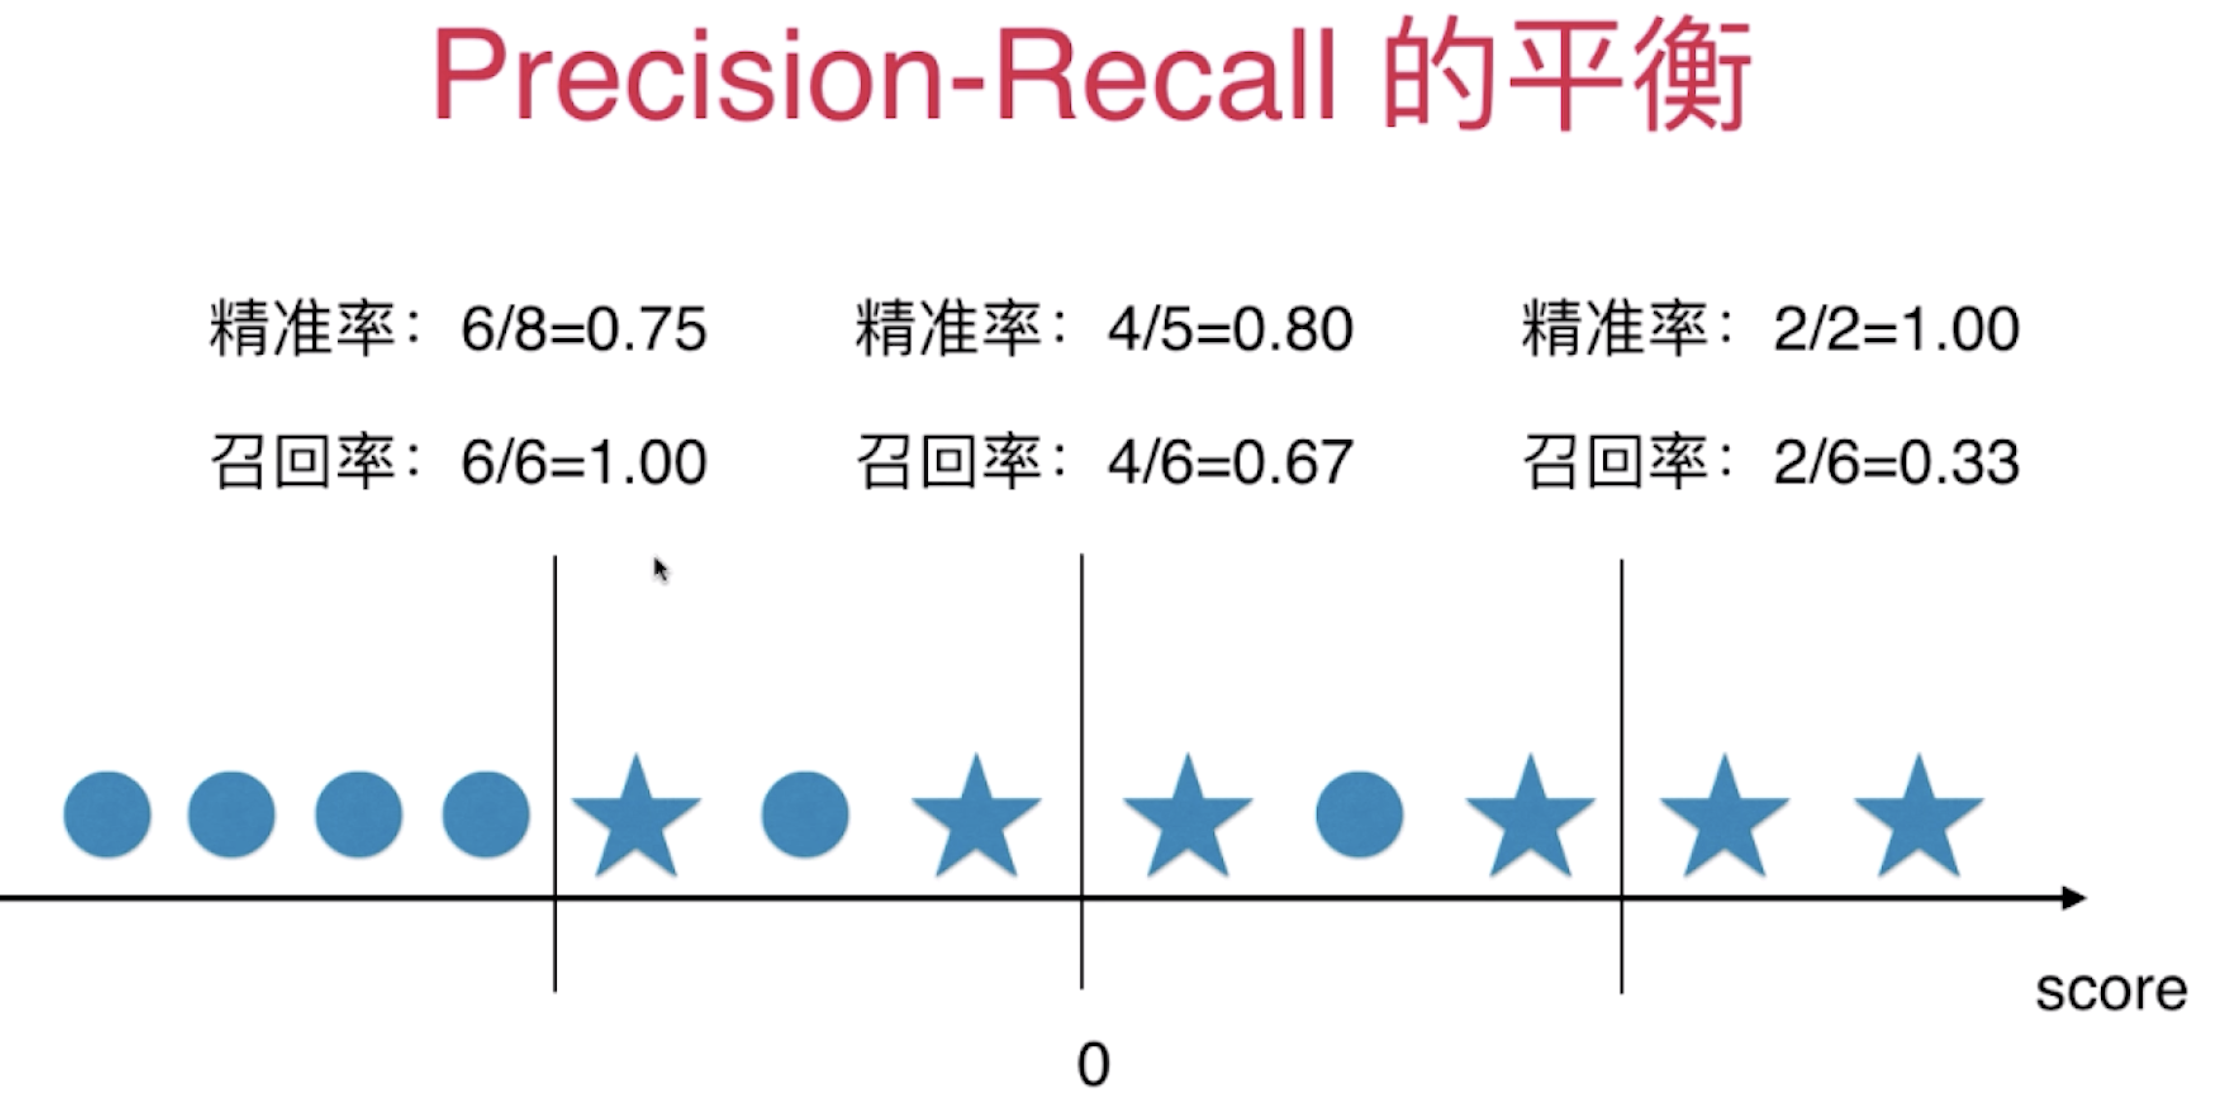 Precision-Recall 的平衡
精准率：6/8=0.75 精准率：4/5=0.80 精准率：2/2=1.00
召回率：6/6=1.00 召回率：4/6=0.67 召回率：2/6=0.33
score
0